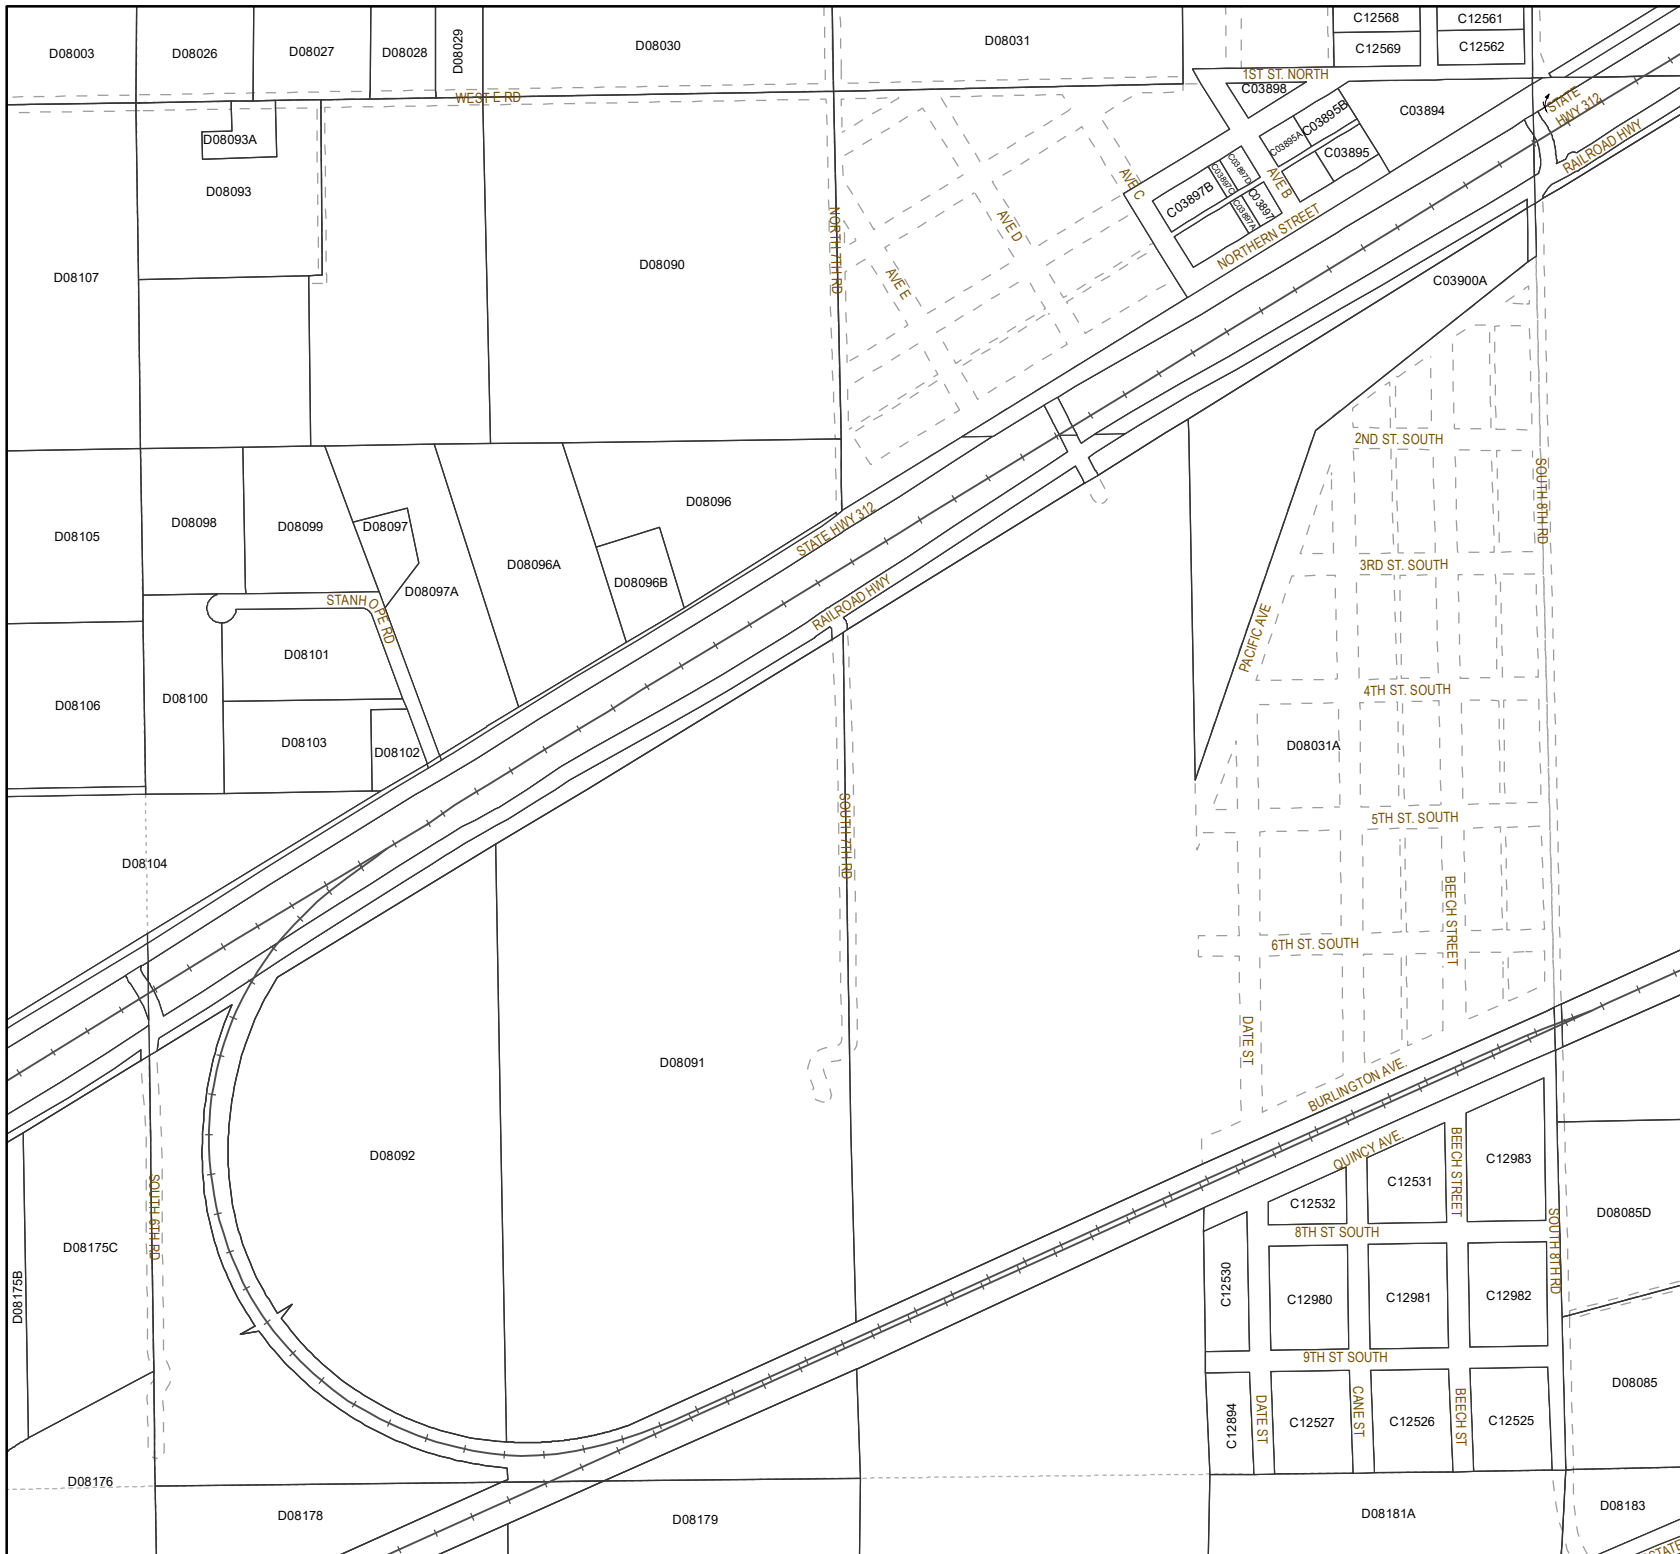 D08003
D08026
D08027
D08028
D08029
D08030
D08031
C12568
C12561
C12569
C12562
1ST ST. NORTH
C03898
WEST E RD
C03895B
C03894
STATE
HWY 312
C03895A
C03895
RAILROAD HWY
D08093A
D08093
AVE C
C03897B
C03897C
C03897D
C03897A
C03897
AVE B
NORTHERN STREET
NORTH 7TH RD
AVE D
AVE E
D08107
D08090
C03900A
2ND ST. SOUTH
SOUTH 8TH RD
D08105
D08098
D08099
D08097
D08096
STATE HWY 312
D08096A
D08096B
D08097A
3RD ST. SOUTH
STANHOPE RD
RAILROAD HWY
PACIFIC AVE
D08101
D08106
D08100
4TH ST. SOUTH
D08103
D08102
D08031A
SOUTH 7TH RD
5TH ST. SOUTH
D08104
BEECH STREET
6TH ST. SOUTH
DATE ST
D08091
BURLINGTON AVE.
D08092
QUINCY AVE.
BEECH STREET
C12983
C12531
C12532
D08085D
8TH ST SOUTH
SOUTH 6TH RD
D08175C
D08175B
C12530
C12980
C12981
C12982
SOUTH 8TH RD
9TH ST SOUTH
D08085
C12894
DATE ST
C12527
CANE ST
C12526
BEECH ST
C12525
D08176
D08178
D08179
D08181A
D08183
STATE